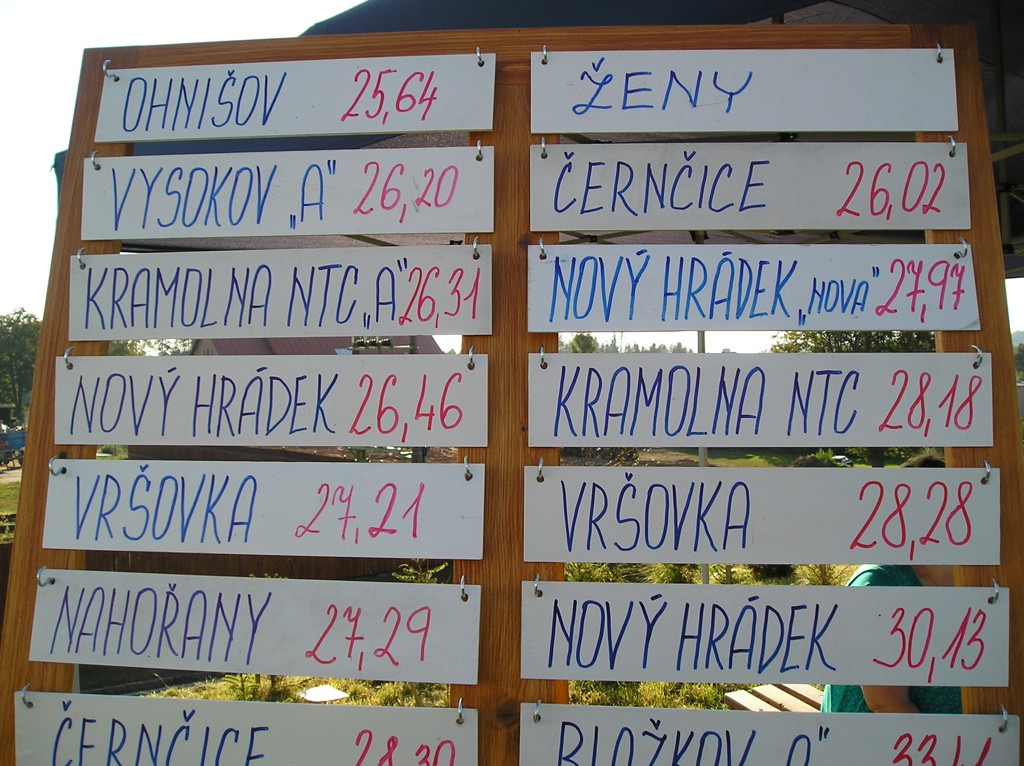 OHNIŠOV 25,64
VYSOKOV „A" 26,20
KRAMOLNA NTC „A" 26,31
NOVÝ HRÁDEK 26,46
VRŠOVKA 27,21
NAHOŘANY 27,29
ČERNČICE 28,30
ŽENY
ČERNČICE 26,02
NOVÝ HRÁDEK „NOVA" 27,97
KRAMOLNA NTC 28,18
VRŠOVKA 28,28
NOVÝ HRÁDEK 30,13